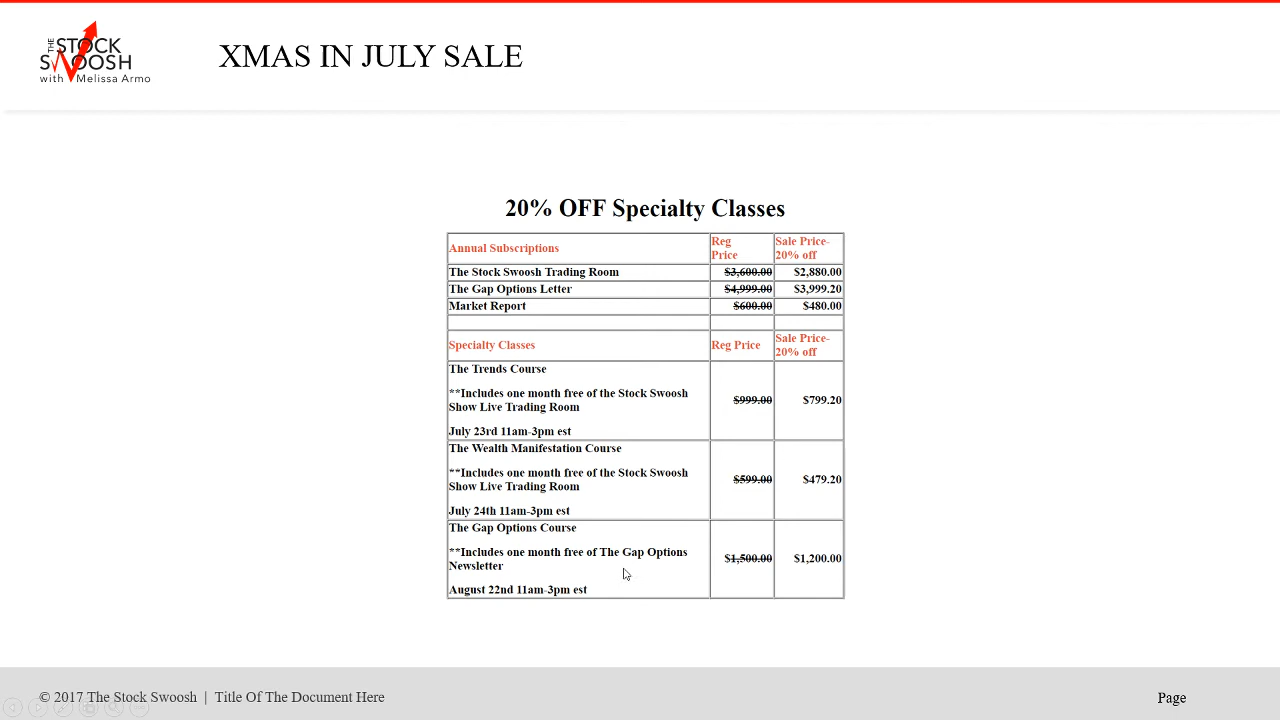 THE STOCK
SWOOSH
with Melissa Armo
XMAS IN JULY SALE
20% OFF Specialty Classes
Annual Subscriptions
Reg
Price
Sale Price-
20% off
The Stock Swoosh Trading Room $3,600.00 $2,880.00
The Gap Options Letter $4,999.00 $3,999.20
Market Report $600.00 $480.00
Specialty Classes
Reg Price
Sale Price-
20% off
The Trends Course
**Includes one month free of the Stock Swoosh
Show Live Trading Room
July 23rd 11am-3pm est
$999.00 $799.20
The Wealth Manifestation Course
**Includes one month free of the Stock Swoosh
Show Live Trading Room
July 24th 11am-3pm est
$599.00 $479.20
The Gap Options Course
**Includes one month free of The Gap Options
Newsletter
August 22nd 11am-3pm est
$1,500.00 $1,200.00
© 2017 The Stock Swoosh | Title Of The Document Here
Page